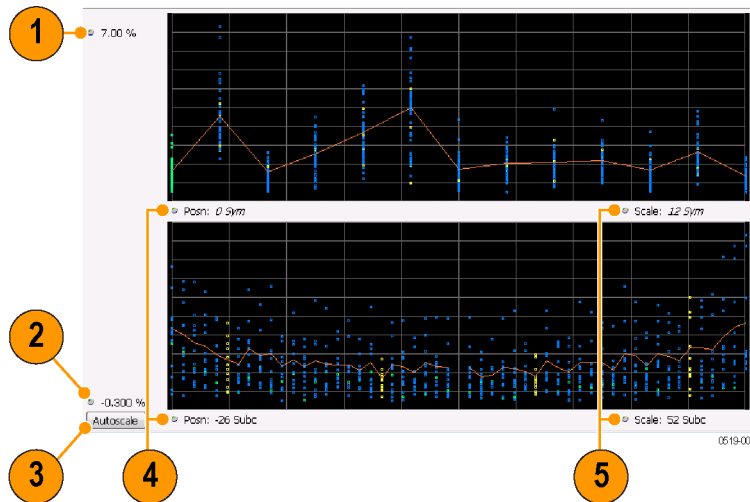 1
7.00 %
Posn: 0 Sym
Scale: 12 Sym
2
-0.300 %
Autoscale
Posn: -26 Subc
Scale: 52 Subc
0519-00
3
4
5